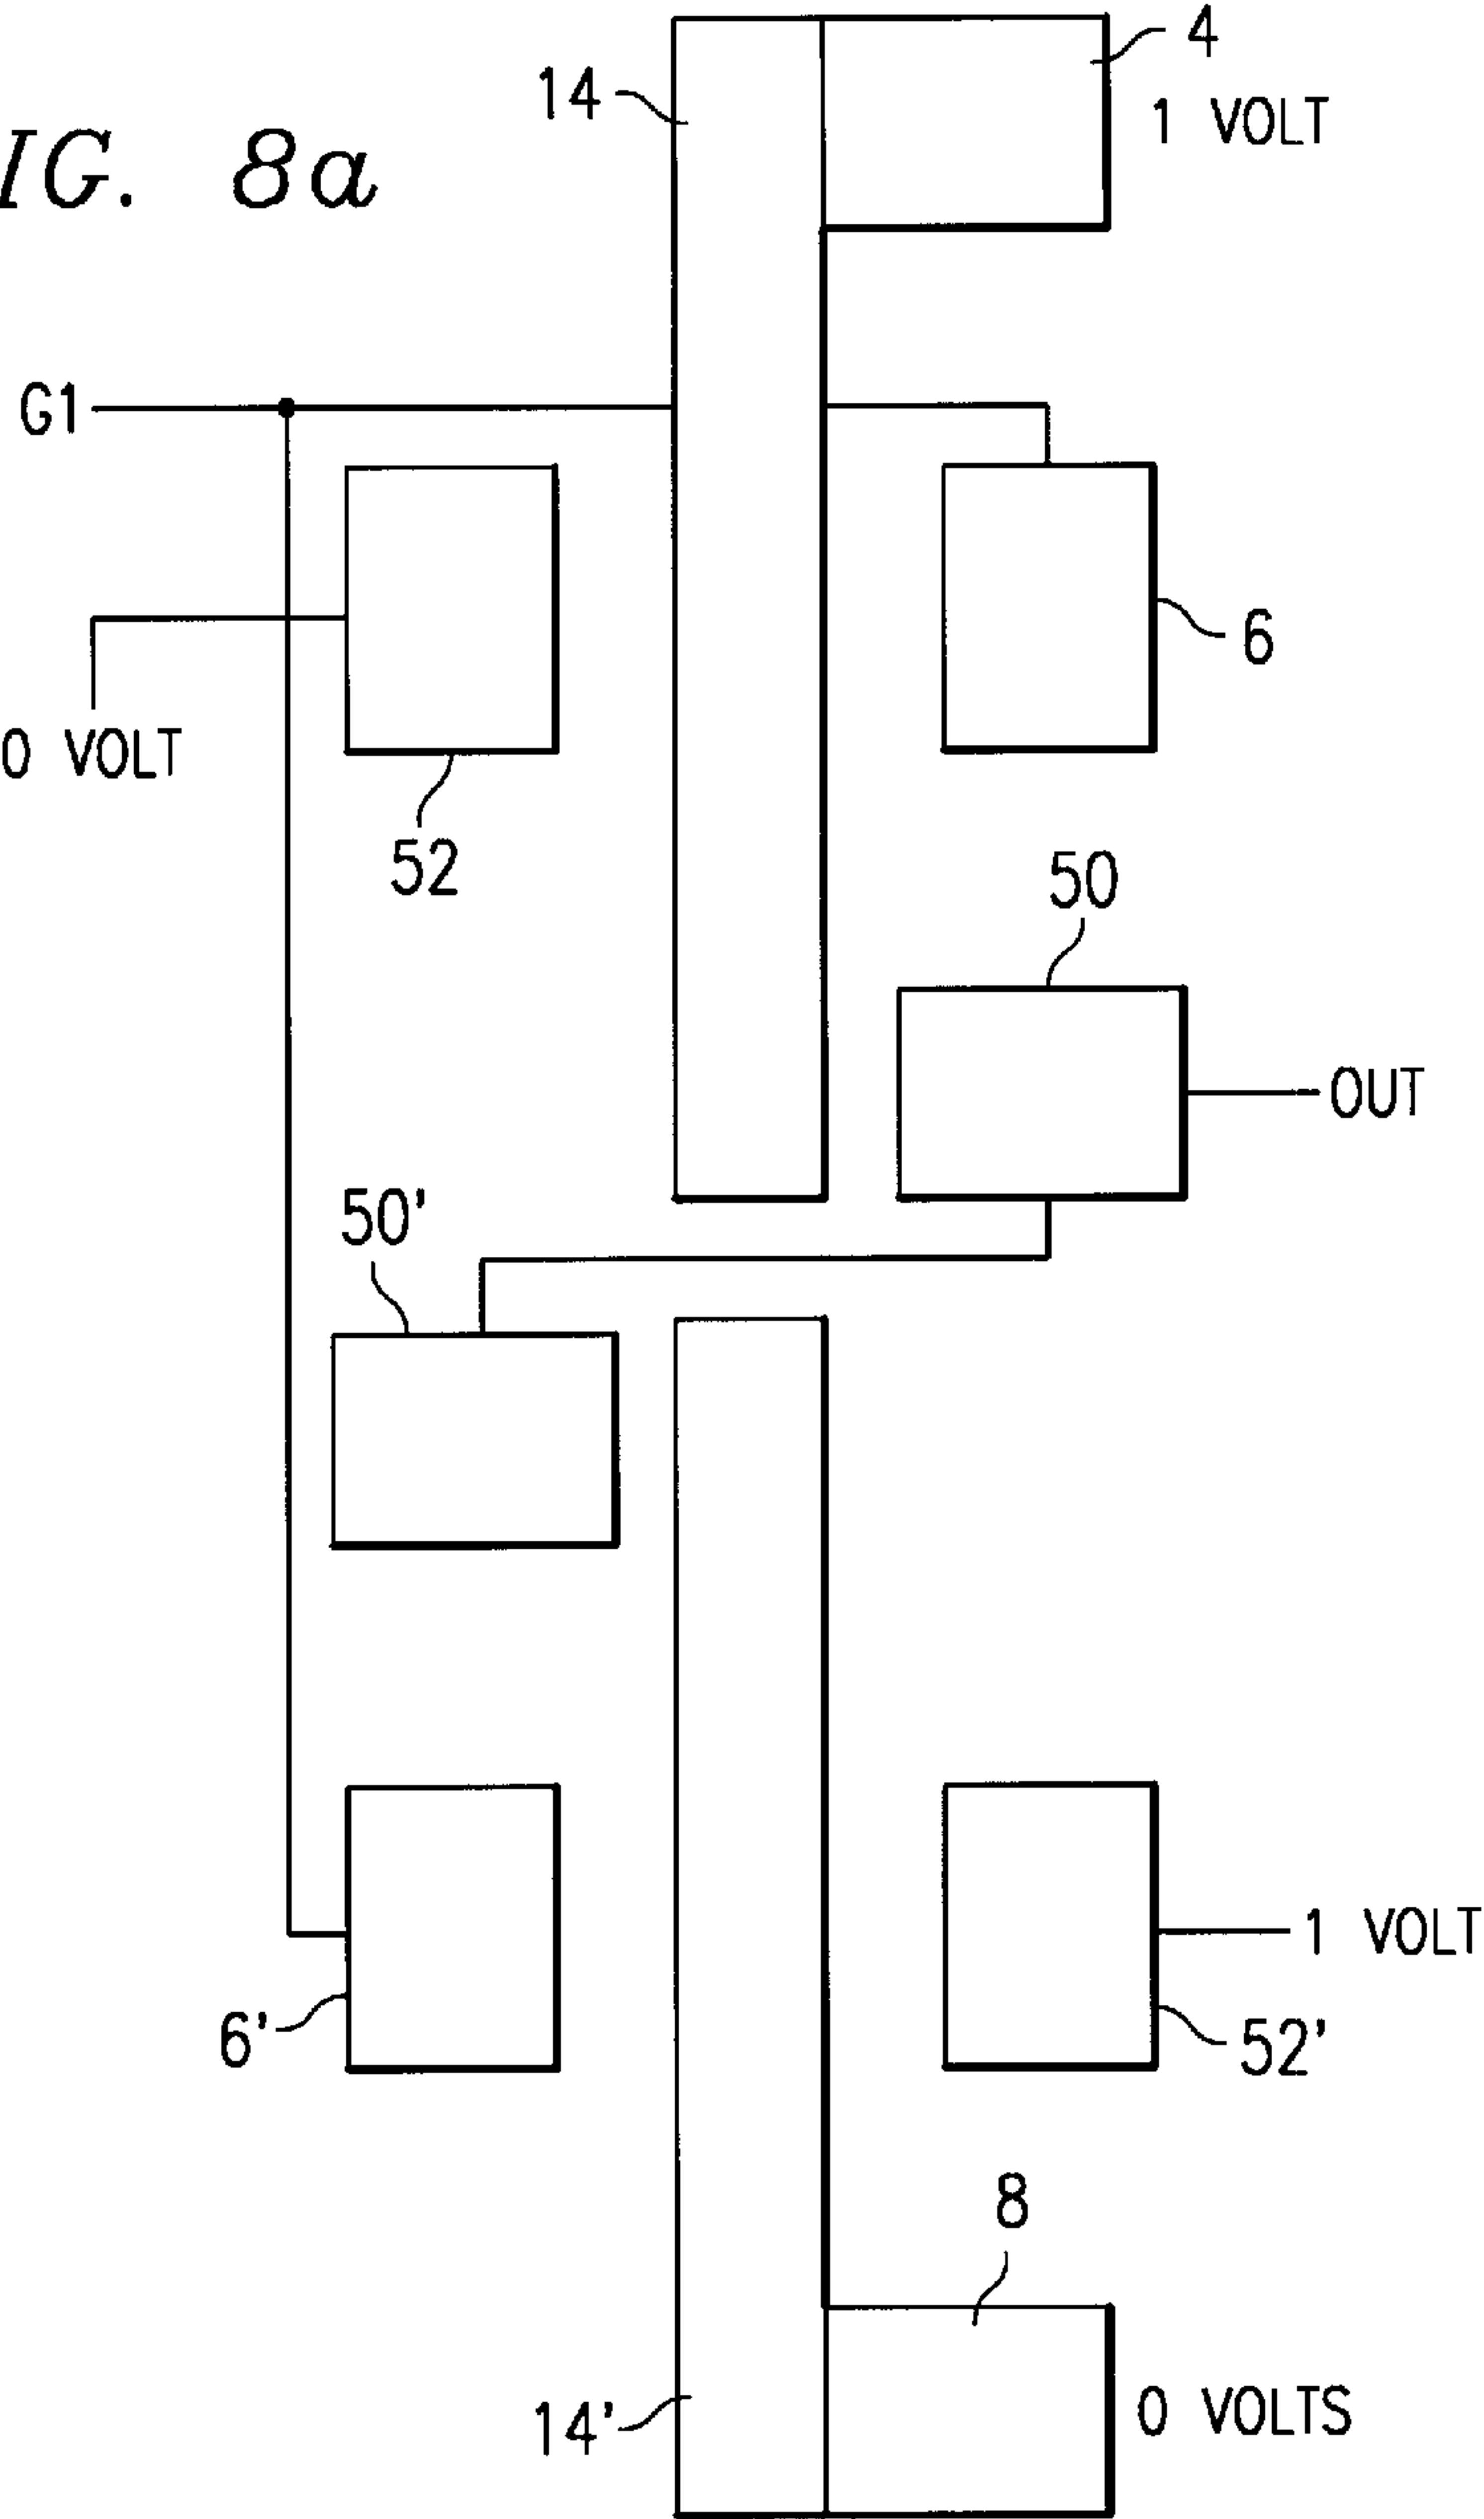 4
14
1 VOLT
IG. 8a
G1
6
0 VOLT
52
50
OUT
50'
1 VOLT
6'
52'
8
14'
0 VOLTS